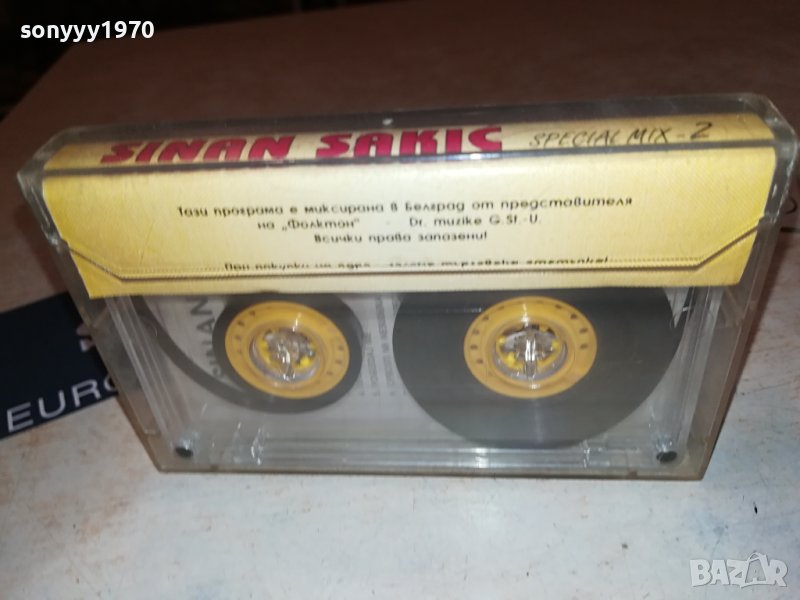 sonyyy1970
SINAN SAKIC SPECIAL MIX - 2
Тази програма е миксирана в Белград от представителя
на „Фолктон" - Dr. muzike G.St.-U.
Всички права запазени!
EURO
BAZAR